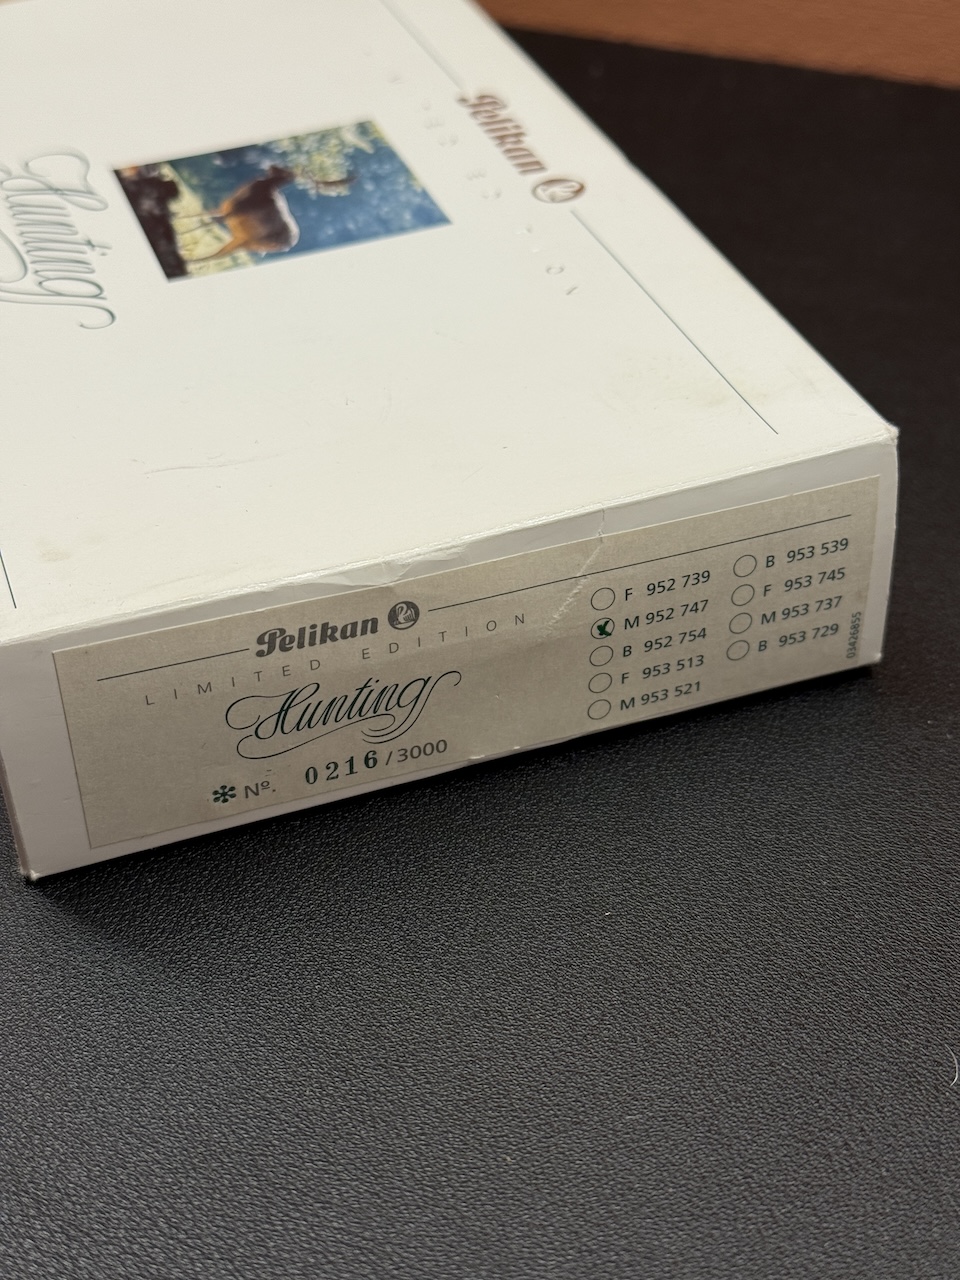 Pelikan
Hunting
Pelikan
LIMITED EDITION
Hunting
✻ Nº. 0216/3000
F 952 739
M 952 747
B 952 754
F 953 513
M 953 521
B 953 539
F 953 745
M 953 737
B 953 729
03426855